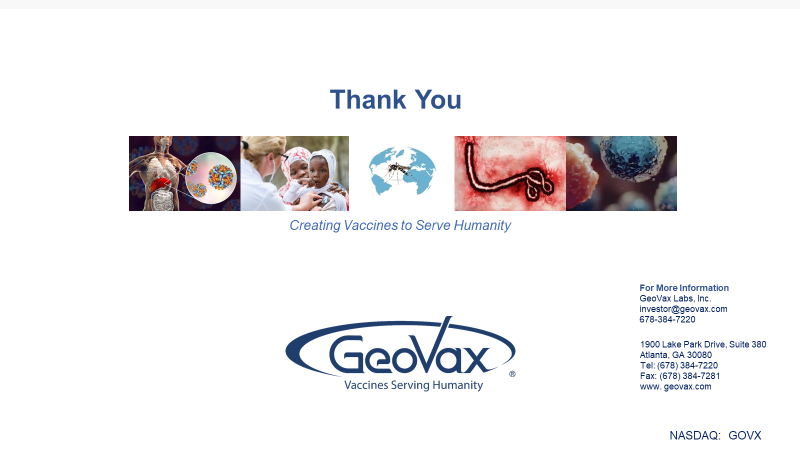 Thank You
Creating Vaccines to Serve Humanity
For More Information
GeoVax Labs, Inc.
investor@geovax.com
678-384-7220
GeoVax
®
Vaccines Serving Humanity
1900 Lake Park Drive, Suite 380
Atlanta, GA 30080
Tel: (678) 384-7220
Fax: (678) 384-7281
www. geovax.com
NASDAQ: GOVX